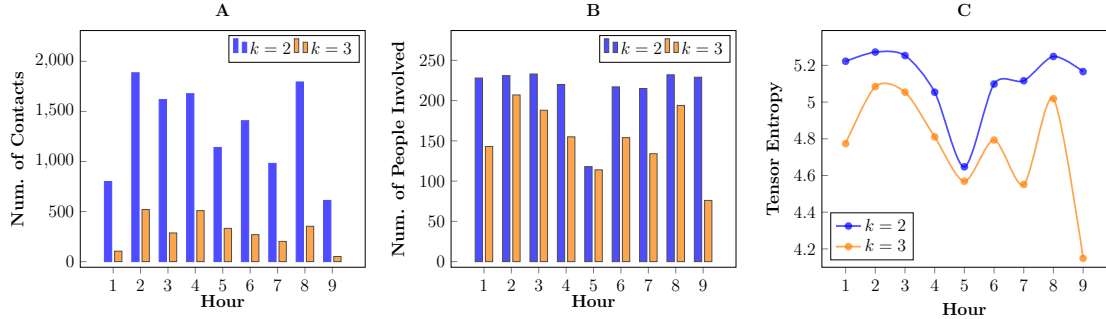 A
Num. of Contacts
2,000
1,500
1,000
500
0
k = 2 k = 3
1 2 3 4 5 6 7 8 9
Hour
B
Num. of People Involved
250
200
150
100
50
0
k = 2 k = 3
1 2 3 4 5 6 7 8 9
Hour
C
Tensor Entropy
5.2
5
4.8
4.6
4.4
4.2
k = 2
k = 3
1 2 3 4 5 6 7 8 9
Hour